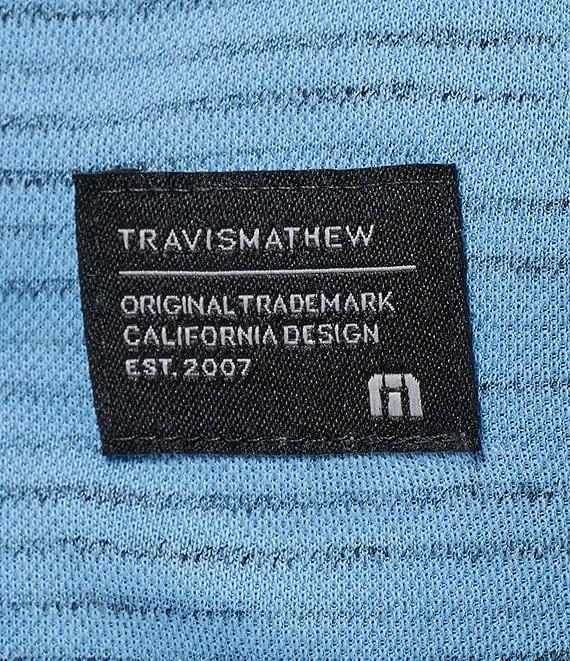 TRAVISMATHEW
ORIGINAL TRADEMARK
CALIFORNIA DESIGN
EST. 2007